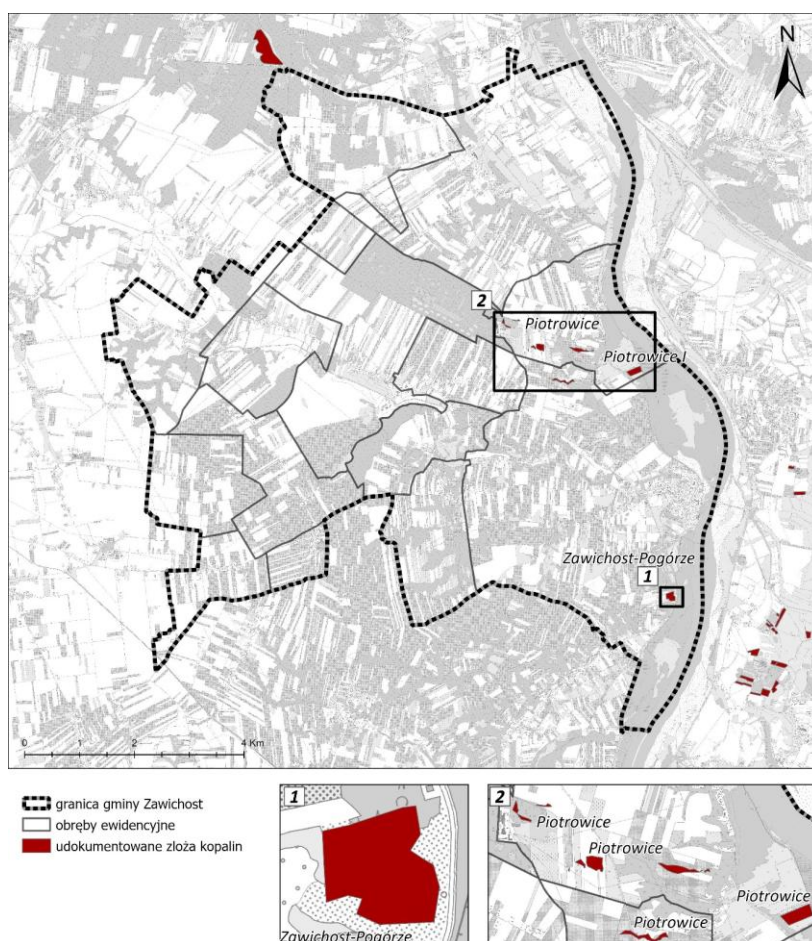 N
2
Piotrowice
Piotrowice I
Zawichost-Pogórze
1
0
2
4 Km
granica gminy Zawichost
obręby ewidencyjne
udokumentowane złoża kopalin
1
Zawichost-Pogórze
2
Piotrowice
Piotrowice
Piotrowice
Piotrowice